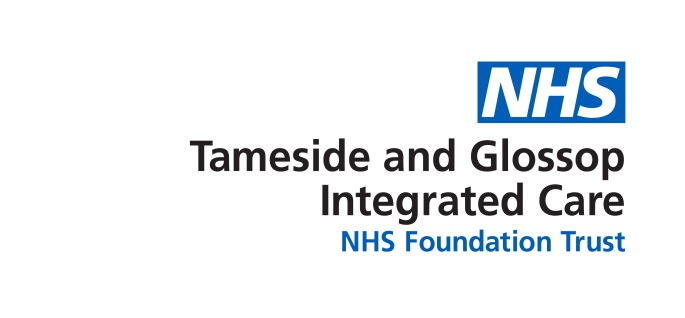 NHS
Tameside and Glossop
Integrated Care
NHS Foundation Trust